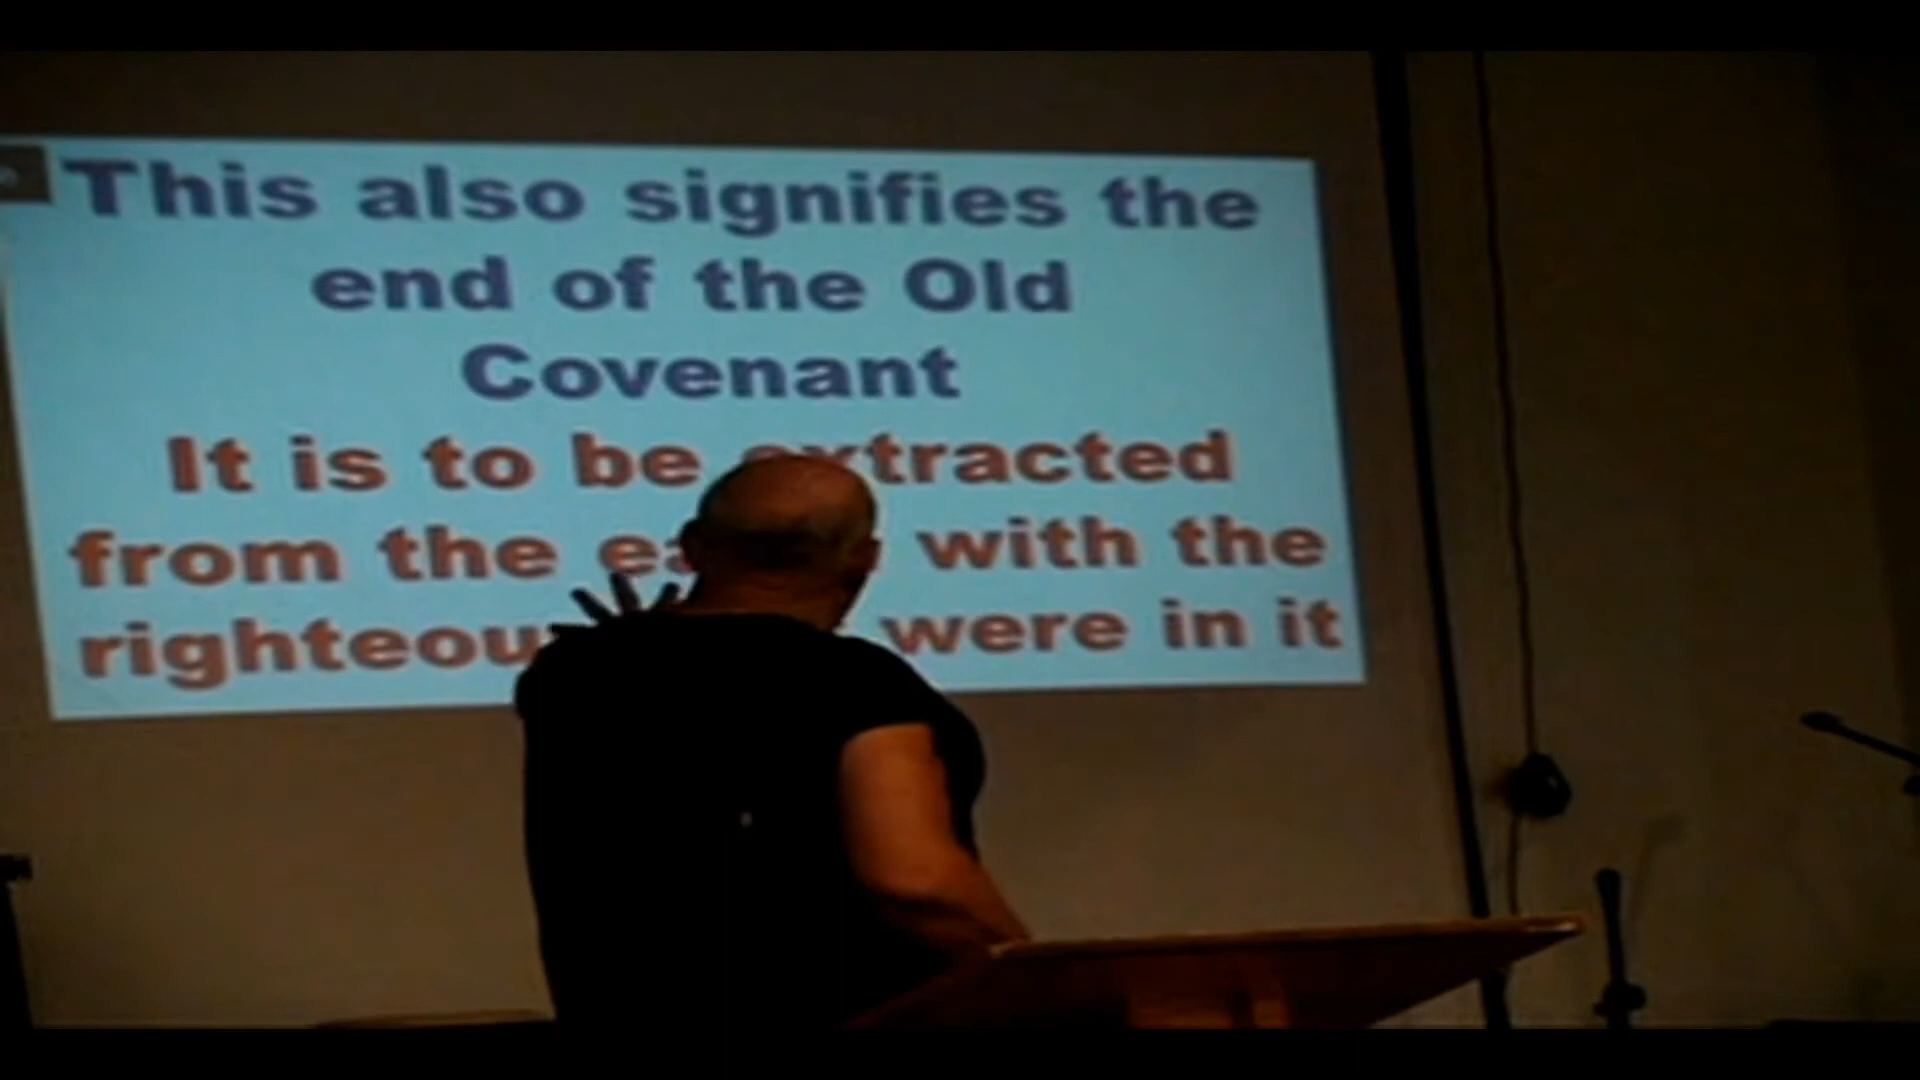 This also signifies the
end of the Old
Covenant
It is to be extracted
from the with the
were in it